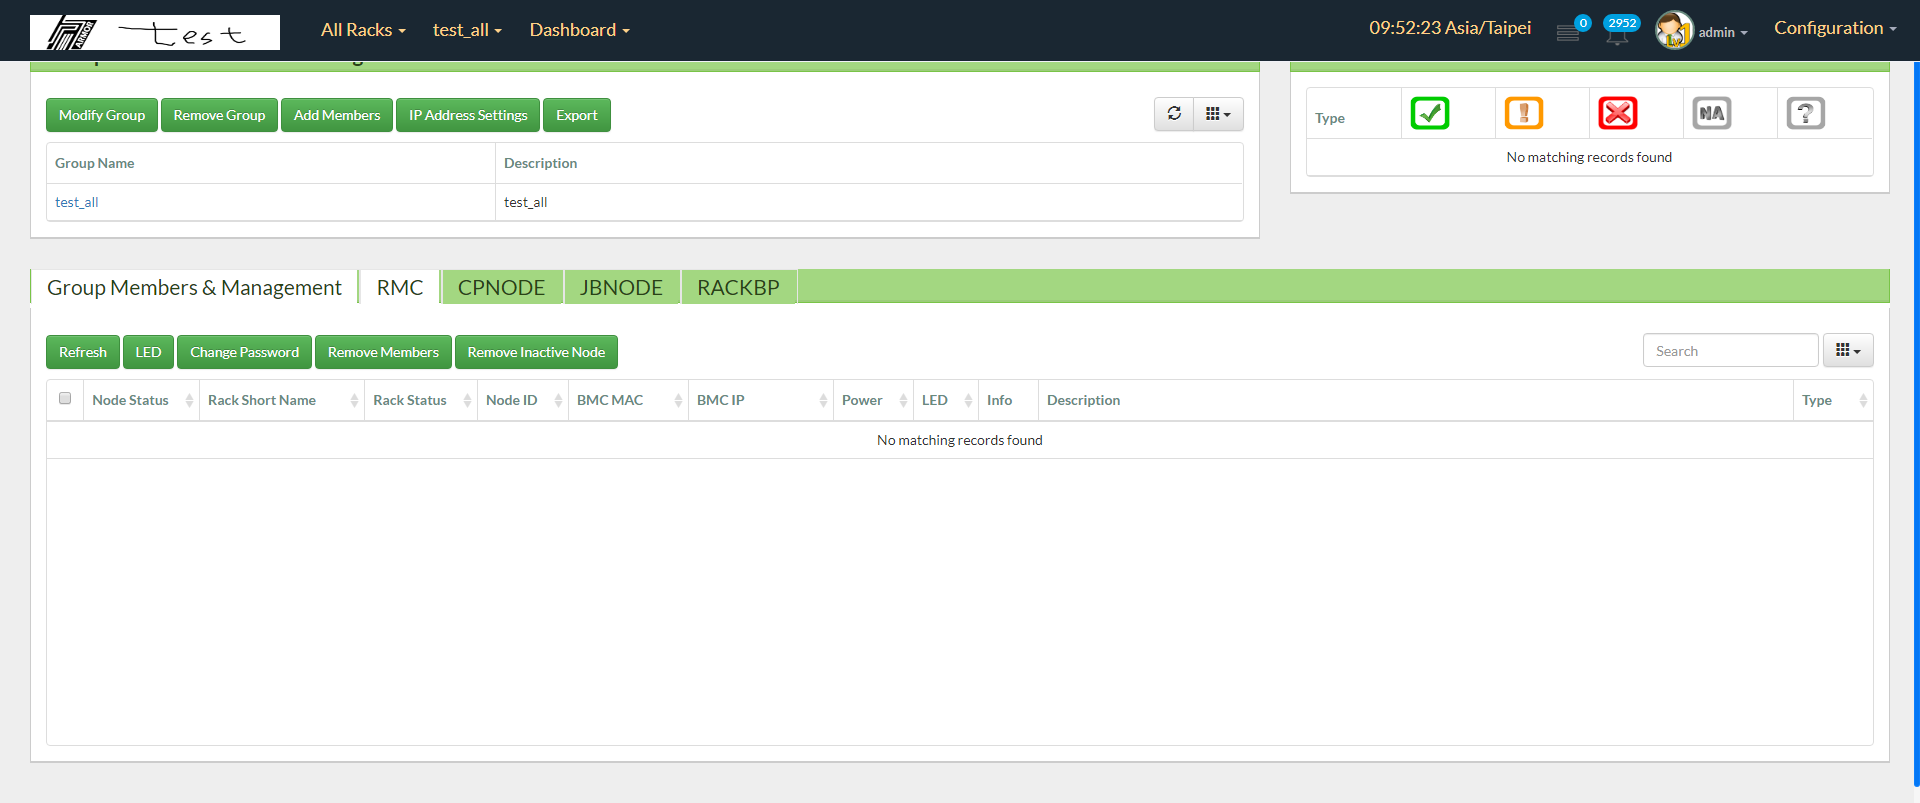 ARMOR test All Racks test_all Dashboard 09:52:23 Asia/Taipei 0 2952 admin Configuration
Modify Group Remove Group Add Members IP Address Settings Export
Group Name Description
test_all test_all
Type NA ?
No matching records found
Group Members & Management RMC CPNODE JBNODE RACKBP
Refresh LED Change Password Remove Members Remove Inactive Node Search
Node Status Rack Short Name Rack Status Node ID BMC MAC BMC IP Power LED Info Description Type
No matching records found